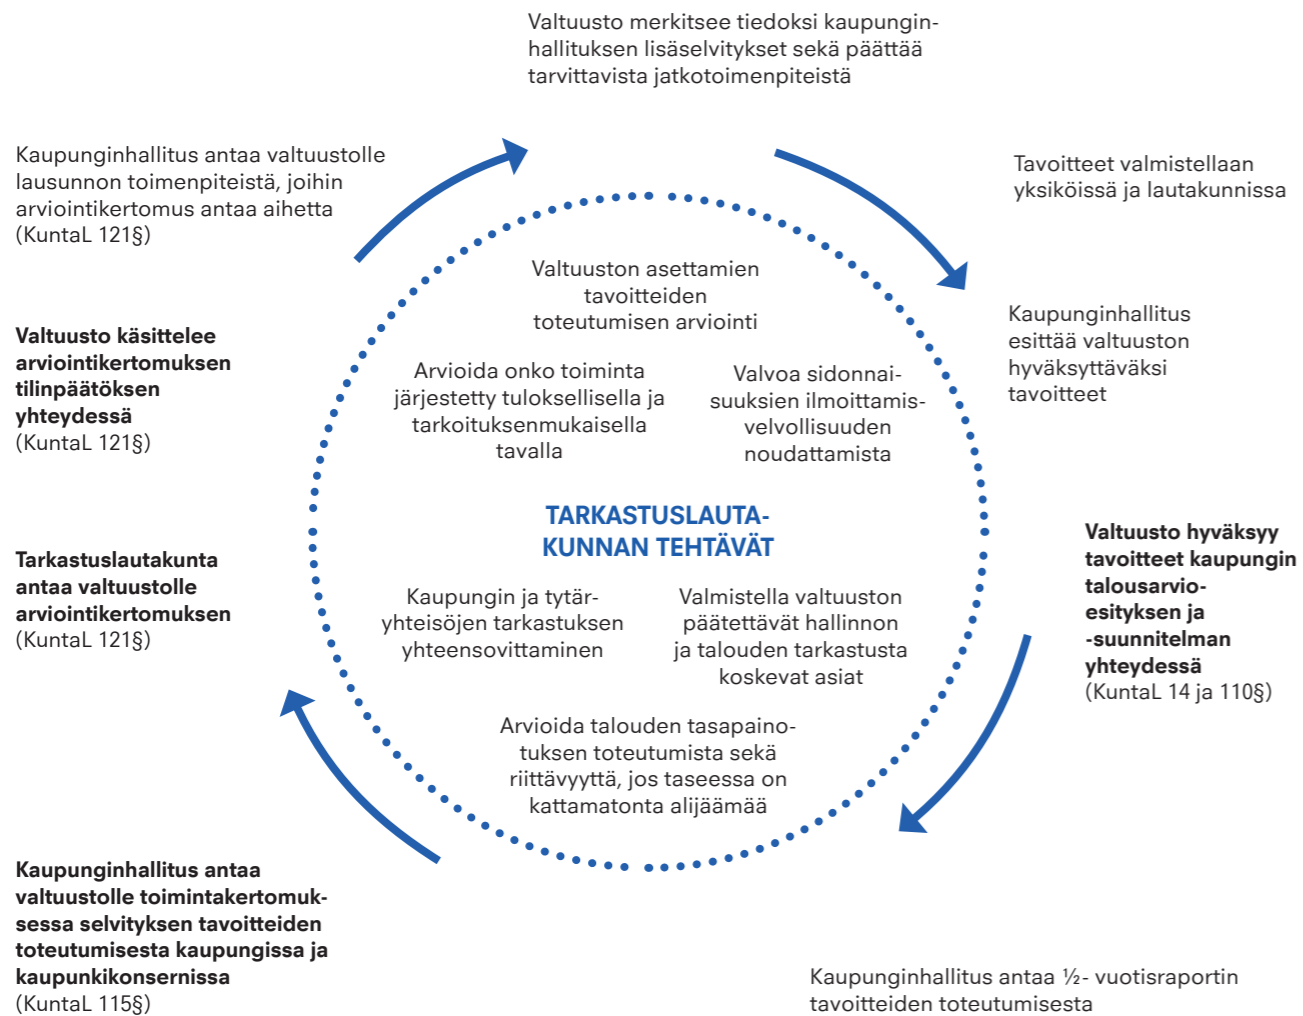 Valtuusto merkitsee tiedoksi kaupungin-
hallituksen lisäselvitykset sekä päättää
tarvittavista jatkotoimenpiteistä
Tavoitteet valmistellaan
yksiköissä ja lautakunnissa
Kaupunginhallitus
esittää valtuuston
hyväksyttäväksi
tavoitteet
Valtuusto hyväksyy
tavoitteet kaupungin
talousarvio-
esityksen ja
-suunnitelman
yhteydessä
(KuntaL 14 ja 110§)
Kaupunginhallitus antaa ½- vuotisraportin
tavoitteiden toteutumisesta
Kaupunginhallitus antaa
valtuustolle toimintakertomuk-
sessa selvityksen tavoitteiden
toteutumisesta kaupungissa ja
kaupunkikonsernissa
(KuntaL 115§)
Tarkastuslautakunta
antaa valtuustolle
arviointikertomuksen
(KuntaL 121§)
Valtuusto käsittelee
arviointikertomuksen
tilinpäätöksen
yhteydessä
(KuntaL 121§)
Kaupunginhallitus antaa valtuustolle
lausunnon toimenpiteistä, joihin
arviointikertomus antaa aihetta
(KuntaL 121§)
Valtuuston asettamien
tavoitteiden
toteutumisen arviointi
Arvioida onko toiminta
järjestetty tuloksellisella ja
tarkoituksenmukaisella
tavalla
Valvoa sidonnai-
suuksien ilmoittamis-
velvollisuuden
noudattamista
TARKASTUSLAUTA-
KUNNAN TEHTÄVÄT
Kaupungin ja tytär-
yhteisöjen tarkastuksen
yhteensovittaminen
Valmistella valtuuston
päätettävät hallinnon
ja talouden tarkastusta
koskevat asiat
Arvioida talouden tasapaino-
tuksen toteutumista sekä
riittävyyttä, jos taseessa on
kattamatonta alijäämää